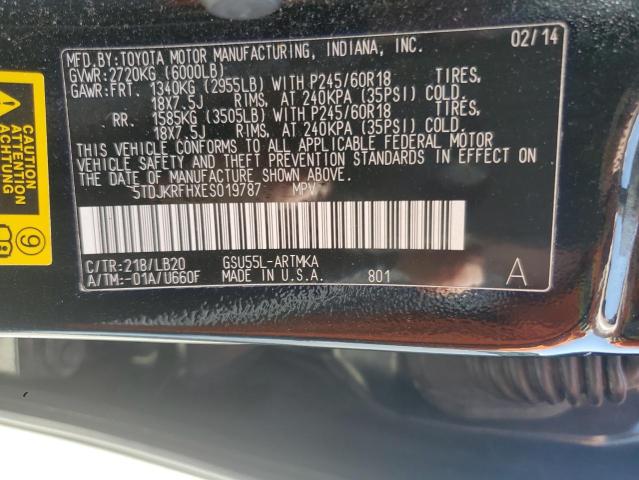 MFD. BY: TOYOTA MOTOR MANUFACTURING, INDIANA, INC. 02/14
GVWR: 2720KG (6000LB)
GAWR: FRT. 1340KG (2955LB) WITH P245/60R18 TIRES,
18X7.5J RIMS, AT 240KPA (35PSI) COLD.
RR. 1585KG (3505LB) WITH P245/60R18 TIRES,
18X7.5J RIMS, AT 240KPA (35PSI) COLD.
THIS VEHICLE CONFORMS TO ALL APPLICABLE FEDERAL MOTOR
VEHICLE SAFETY AND THEFT PREVENTION STANDARDS IN EFFECT ON
THE DATE OF MANUFACTURE SHOWN ABOVE.
5TDJKRFHXES019787 MPV
C/TR: 218/LB20 GSU55L-ARTMKA
A/TM: -01A/U660F MADE IN U.S.A. 801 A
CAUTION
ATTENTION
ACHTUNG
9